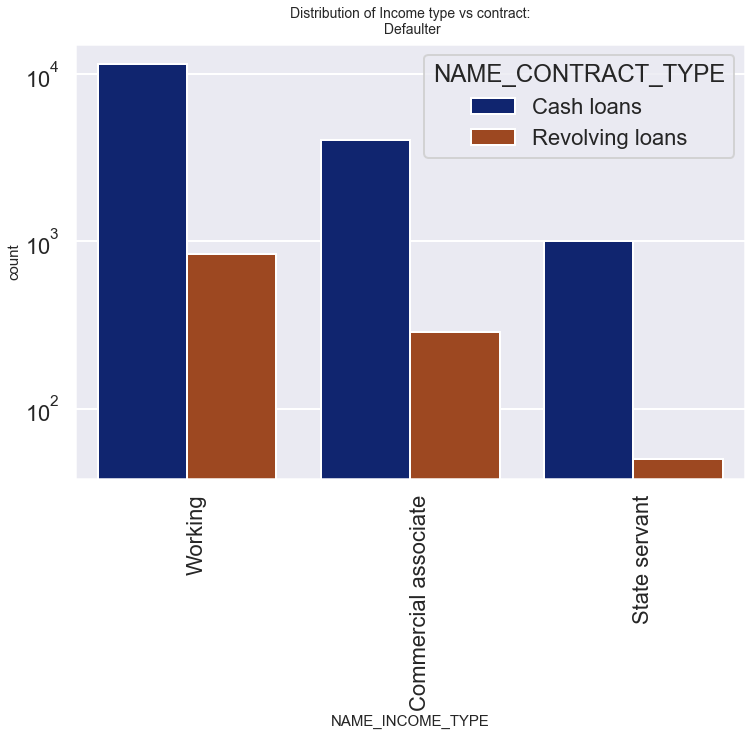 Distribution of Income type vs contract:
Defaulter
NAME_CONTRACT_TYPE
Cash loans
Revolving loans
10^4
10^3
10^2
count
Working
Commercial associate
State servant
NAME_INCOME_TYPE